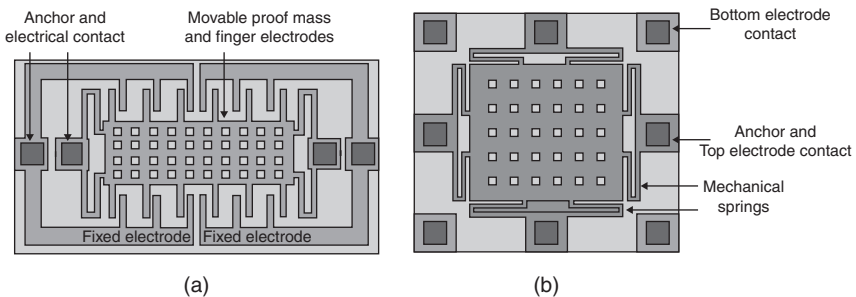 Anchor and
electrical contact
Movable proof mass
and finger electrodes
Fixed electrode
Fixed electrode
(a)
Bottom electrode
contact
Anchor and
Top electrode contact
Mechanical
springs
(b)